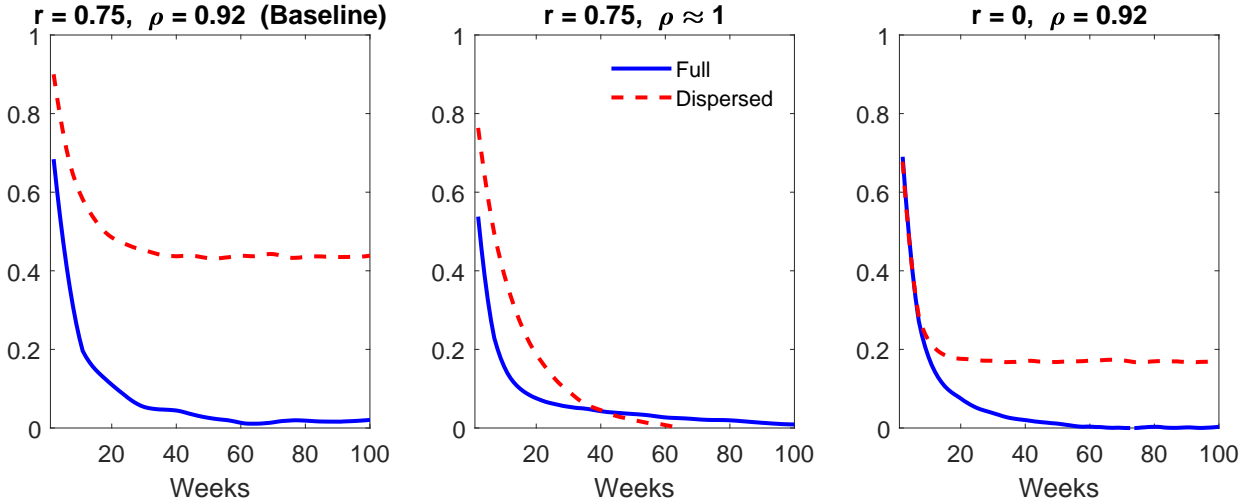 r = 0.75, ρ = 0.92 (Baseline)
1
0.8
0.6
0.4
0.2
0
20 40 60 80 100
Weeks
r = 0.75, ρ ≈ 1
1
0.8
0.6
0.4
0.2
0
Full
Dispersed
20 40 60 80 100
Weeks
r = 0, ρ = 0.92
1
0.8
0.6
0.4
0.2
0
20 40 60 80 100
Weeks